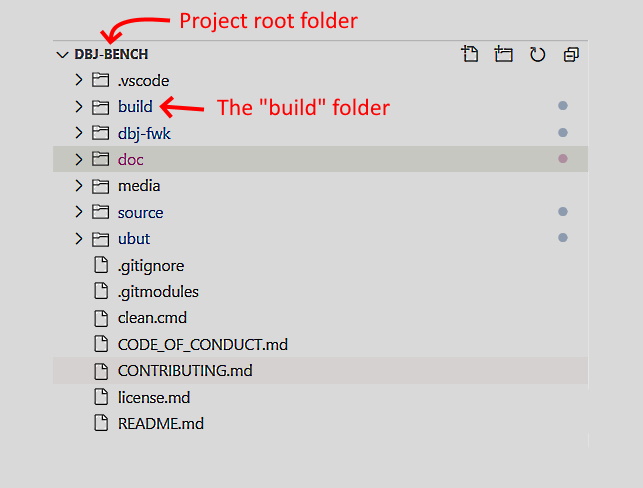 Project root folder
DBJ-BENCH
.vscode
build
The "build" folder
dbj-fwk
doc
media
source
ubut
.gitignore
.gitmodules
clean.cmd
CODE_OF_CONDUCT.md
CONTRIBUTING.md
license.md
README.md